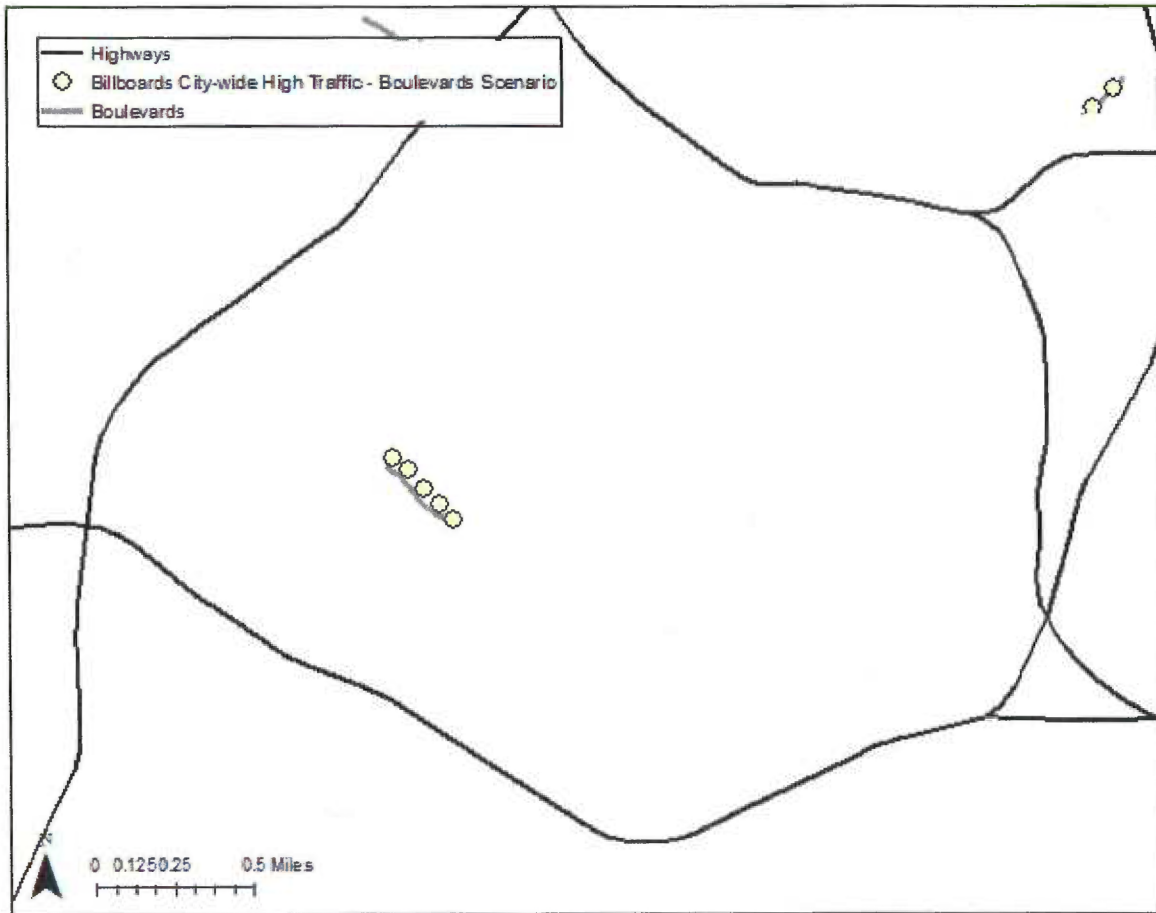 Highways
Billboards City-wide High Traffic - Boulevards Scenario
Boulevards
N
0 0.1250.25 0.5 Miles